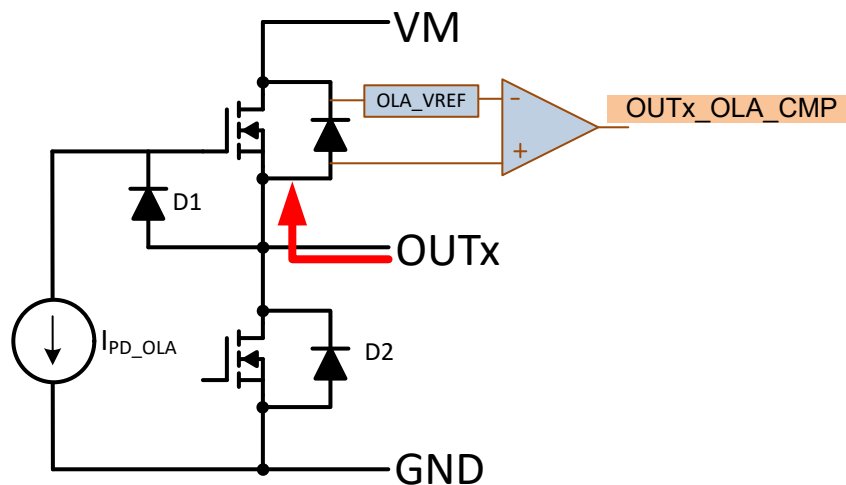 VM
OLA_VREF
-
+
OUTx_OLA_CMP
D1
OUTx
IPD_OLA
D2
GND